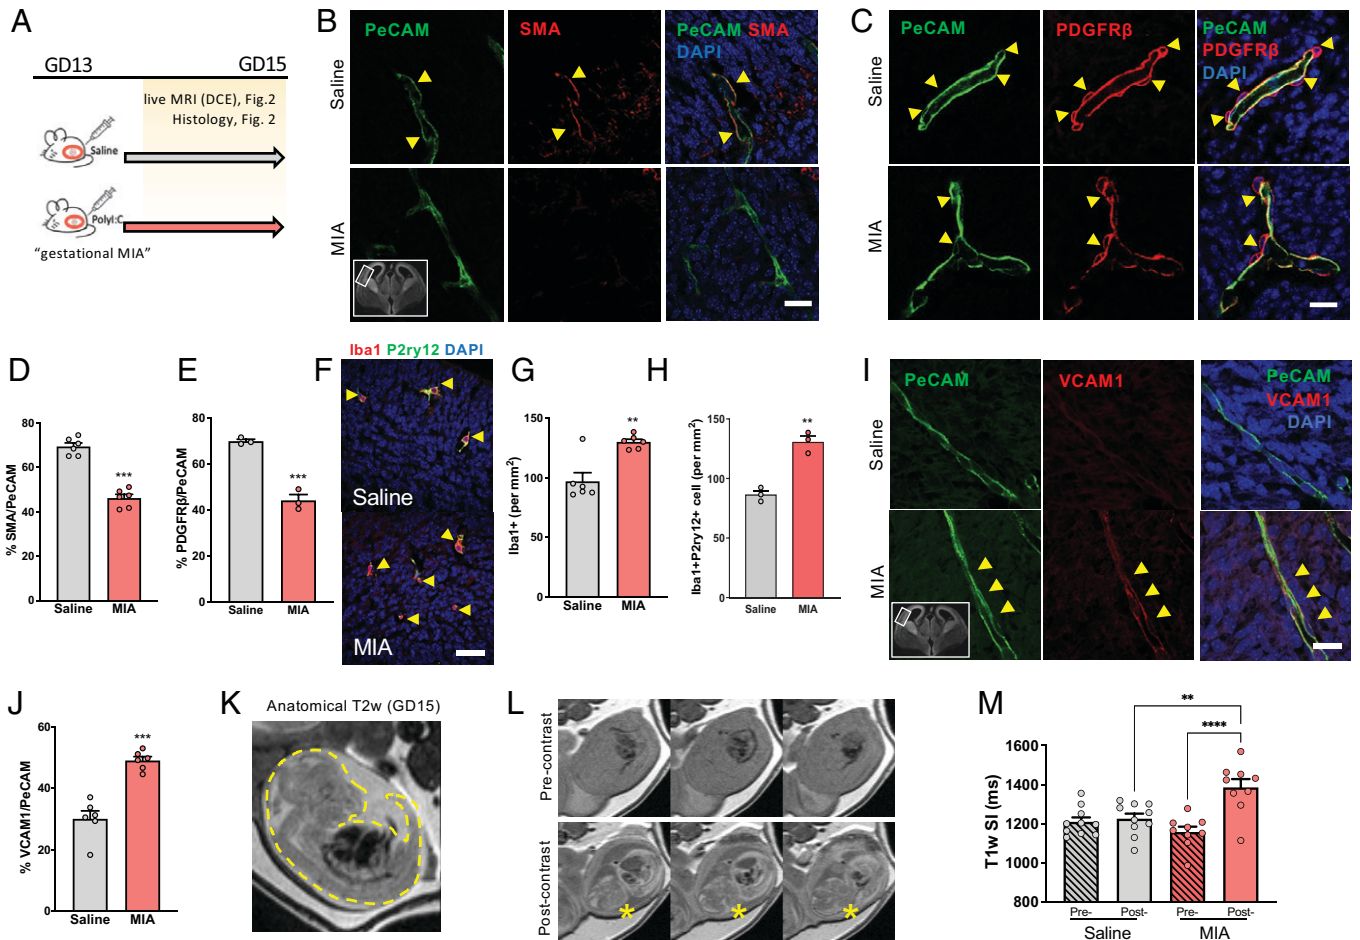 A
GD13
GD15
live MRI (DCE), Fig.2
Histology, Fig. 2
Saline
PolyI:C
“gestational MIA”
B
PeCAM
SMA
PeCAM SMA
DAPI
Saline
MIA
C
PeCAM
PDGFRβ
PeCAM
PDGFRβ
DAPI
Saline
MIA
D
% SMA/PeCAM
80
60
40
20
0
***
Saline
MIA
E
% PDGFRβ/PeCAM
80
60
40
20
0
***
Saline
MIA
F
Iba1 P2ry12 DAPI
Saline
MIA
G
Iba1+ (per mm²)
150
100
50
0
**
Saline
MIA
H
Iba1+P2ry12+ cell (per mm²)
150
100
50
0
**
Saline
MIA
I
PeCAM
VCAM1
PeCAM
VCAM1
DAPI
Saline
MIA
J
% VCAM1/PeCAM
60
40
20
0
***
Saline
MIA
K
Anatomical T2w (GD15)
L
Pre-contrast
Post-contrast
*
*
*
M
T1w SI (ms)
1600
1400
1200
1000
800
**
****
Pre-
Post-
Pre-
Post-
Saline
MIA